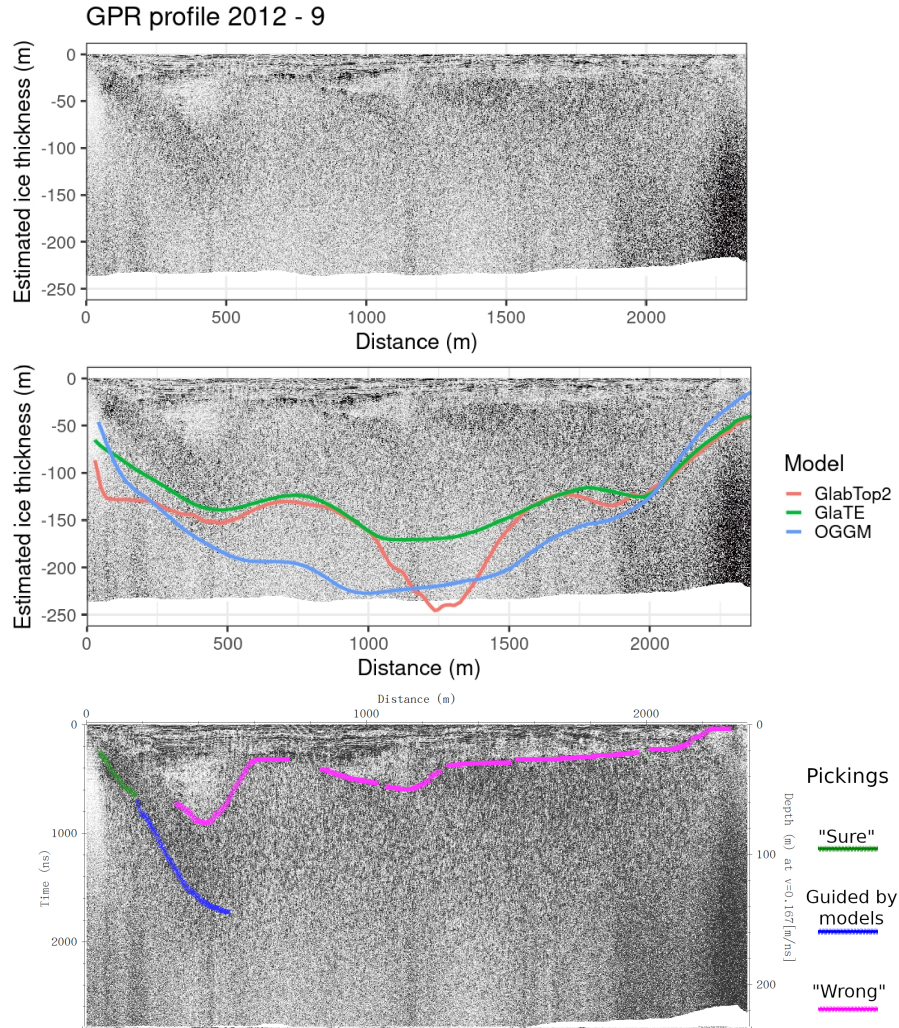 GPR profile 2012 - 9
Estimated ice thickness (m)
0
-50
-100
-150
-200
-250
0 500 1000 1500 2000
Distance (m)
Estimated ice thickness (m)
0
-50
-100
-150
-200
-250
0 500 1000 1500 2000
Distance (m)
Model
GlabTop2
GlaTE
OGGM
Distance (m)
0 1000 2000
Time (ns)
0
1000
2000
0
100
200
Depth (m) at v=0.167[m/ns]
Pickings
"Sure"
Guided by
models
"Wrong"